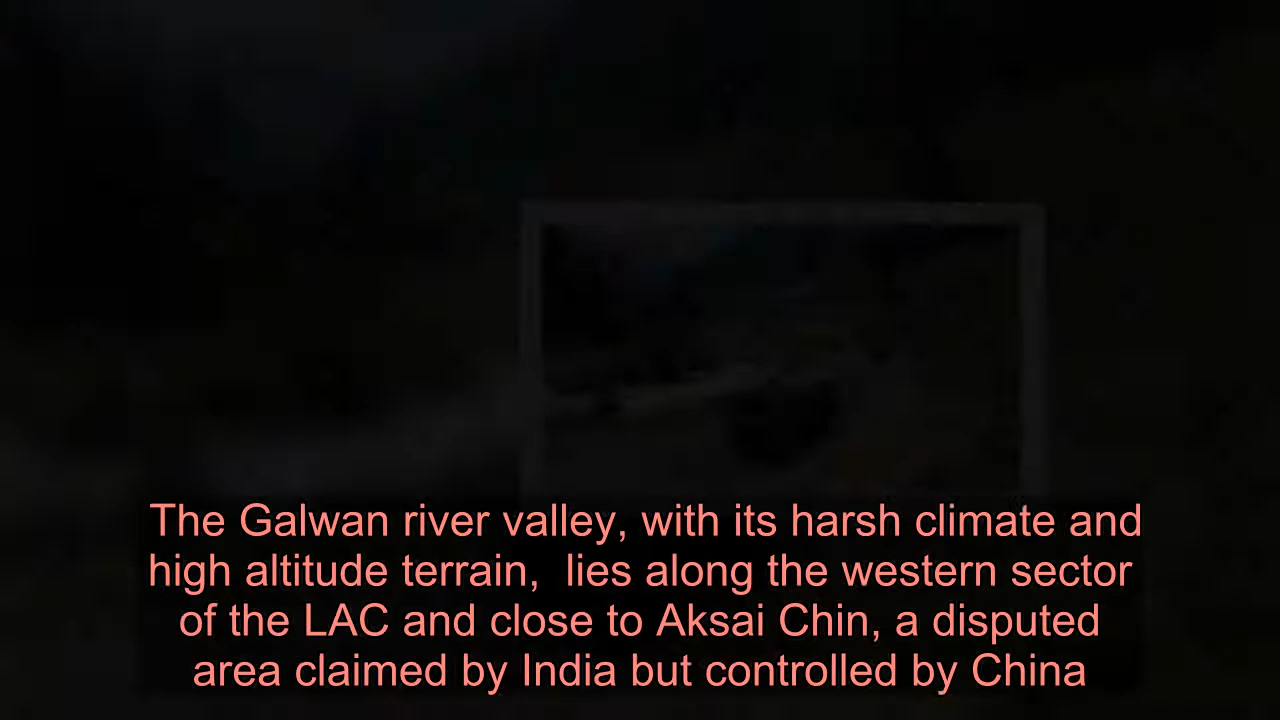 The Galwan river valley, with its harsh climate and
high altitude terrain,  lies along the western sector
of the LAC and close to Aksai Chin, a disputed
area claimed by India but controlled by China